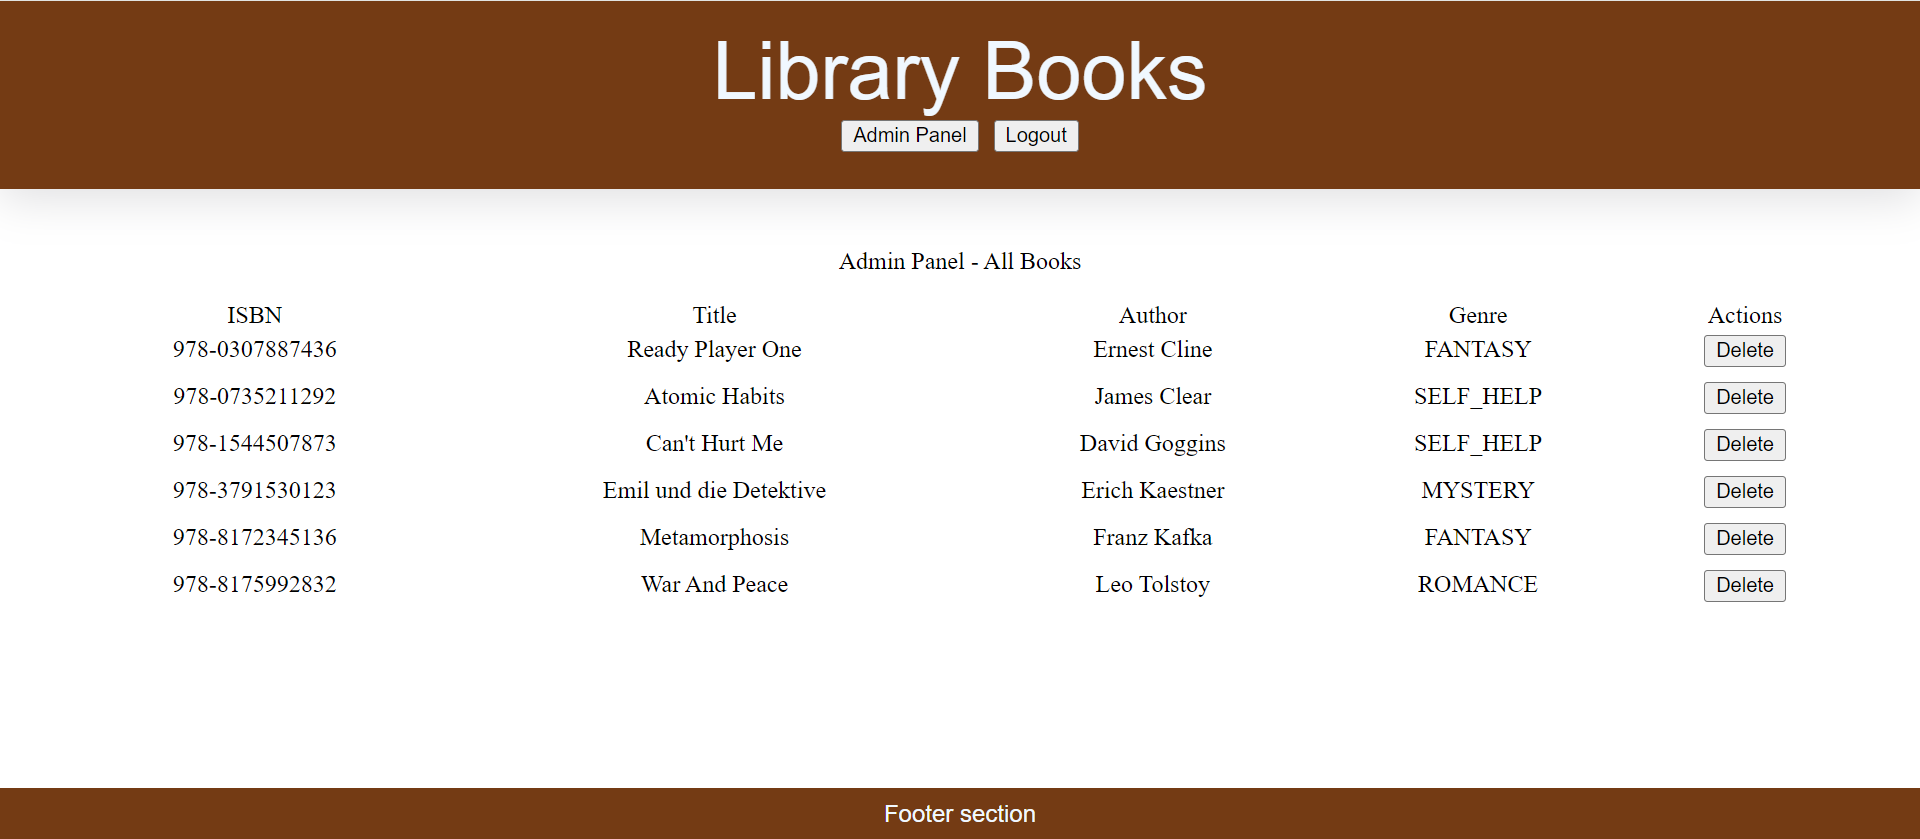 Library Books
Admin Panel Logout
Admin Panel - All Books
ISBN Title Author Genre Actions
978-0307887436 Ready Player One Ernest Cline FANTASY Delete
978-0735211292 Atomic Habits James Clear SELF_HELP Delete
978-1544507873 Can't Hurt Me David Goggins SELF_HELP Delete
978-3791530123 Emil und die Detektive Erich Kaestner MYSTERY Delete
978-8172345136 Metamorphosis Franz Kafka FANTASY Delete
978-8175992832 War And Peace Leo Tolstoy ROMANCE Delete
Footer section